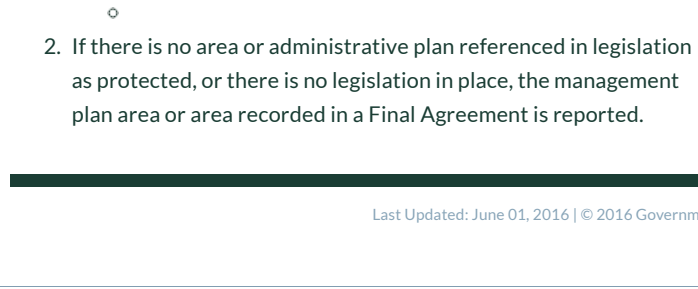 2. If there is no area or administrative plan referenced in legislation
as protected, or there is no legislation in place, the management
plan area or area recorded in a Final Agreement is reported.
Last Updated: June 01, 2016 | © 2016 Governm